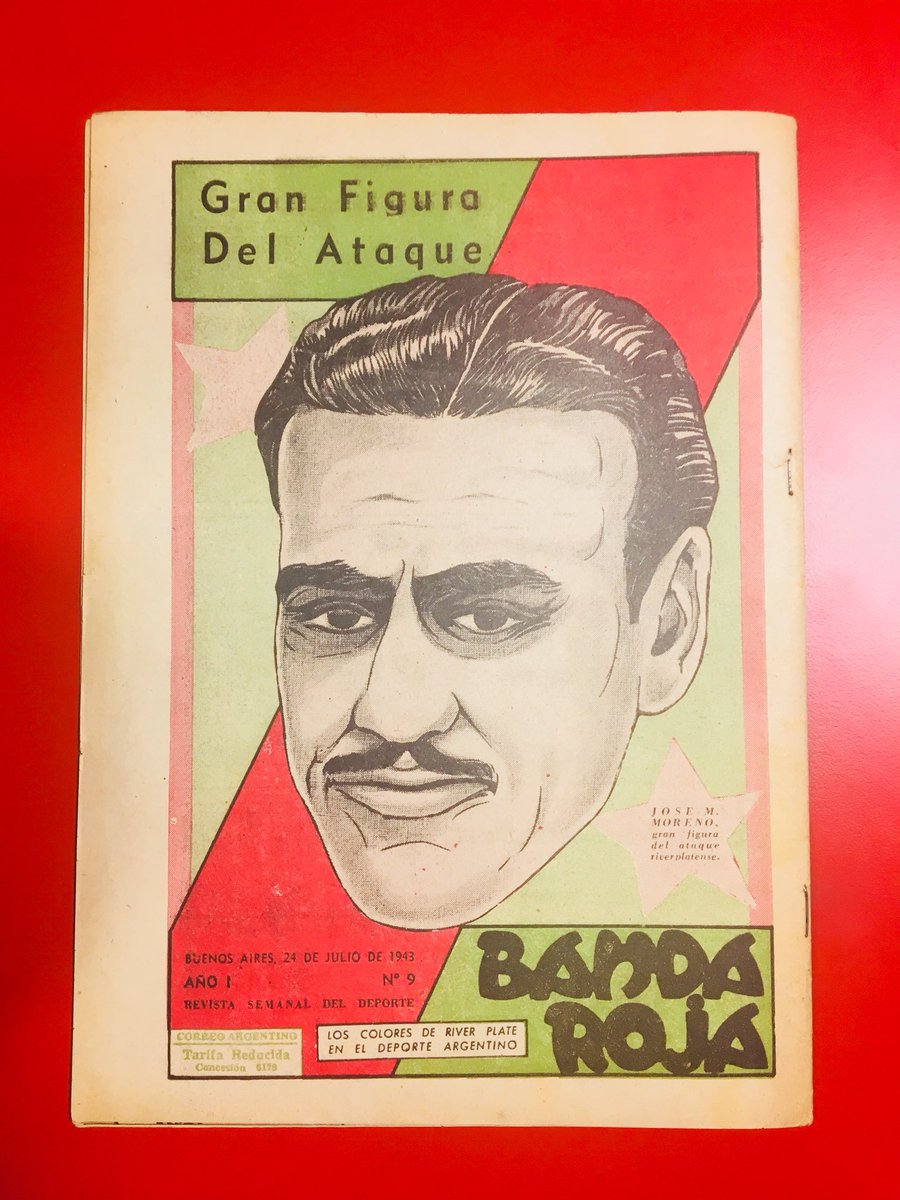 Gran Figura
Del Ataque
JOSE M.
MORENO,
gran figura
del ataque
riverplatense.
BUENOS AIRES, 24 DE JULIO DE 1943
AÑO I Nº 9
REVISTA SEMANAL DEL DEPORTE
BANDA
ROJA
CORREO ARGENTINO
Tarifa Reducida
Concesión 6179
LOS COLORES DE RIVER PLATE
EN EL DEPORTE ARGENTINO